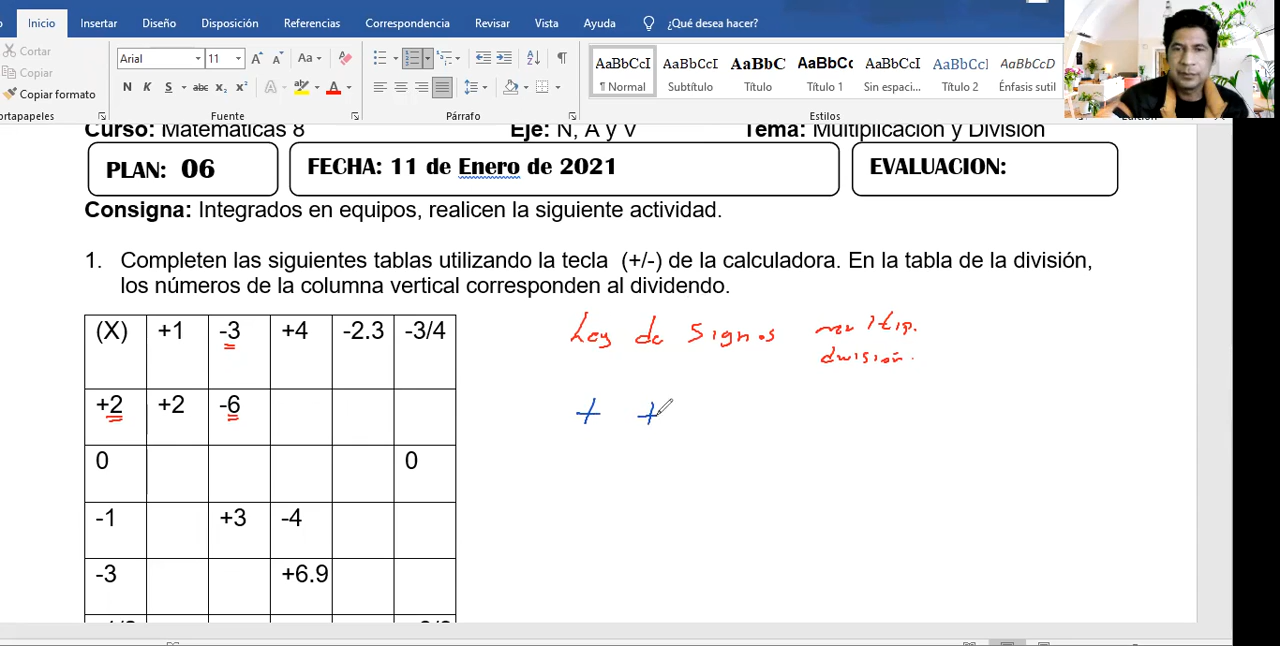 Inicio Insertar Diseño Disposición Referencias Correspondencia Revisar Vista Ayuda ¿Qué desea hacer?
Cortar
Copiar
Copiar formato
Arial 11
AaBbCcI AaBbCcI AaBbC AaBbCc AaBbCcI AaBbCcI AaBbCcD
¶ Normal Subtítulo Título Título 1 Sin espaci... Título 2 Énfasis sutil
ortapapeles Fuente Párrafo Estilos Edición
Curso: Matemáticas 8 Eje: N, A y V Tema: Multiplicación y División
PLAN: 06 FECHA: 11 de Enero de 2021 EVALUACION:
Consigna: Integrados en equipos, realicen la siguiente actividad.
1. Completen las siguientes tablas utilizando la tecla (+/-) de la calculadora. En la tabla de la división,
los números de la columna vertical corresponden al dividendo.
(X) +1 -3 +4 -2.3 -3/4
Ley de signos multip.
división.
+2 +2 -6
+ +
0 0
-1 +3 -4
-3 +6.9